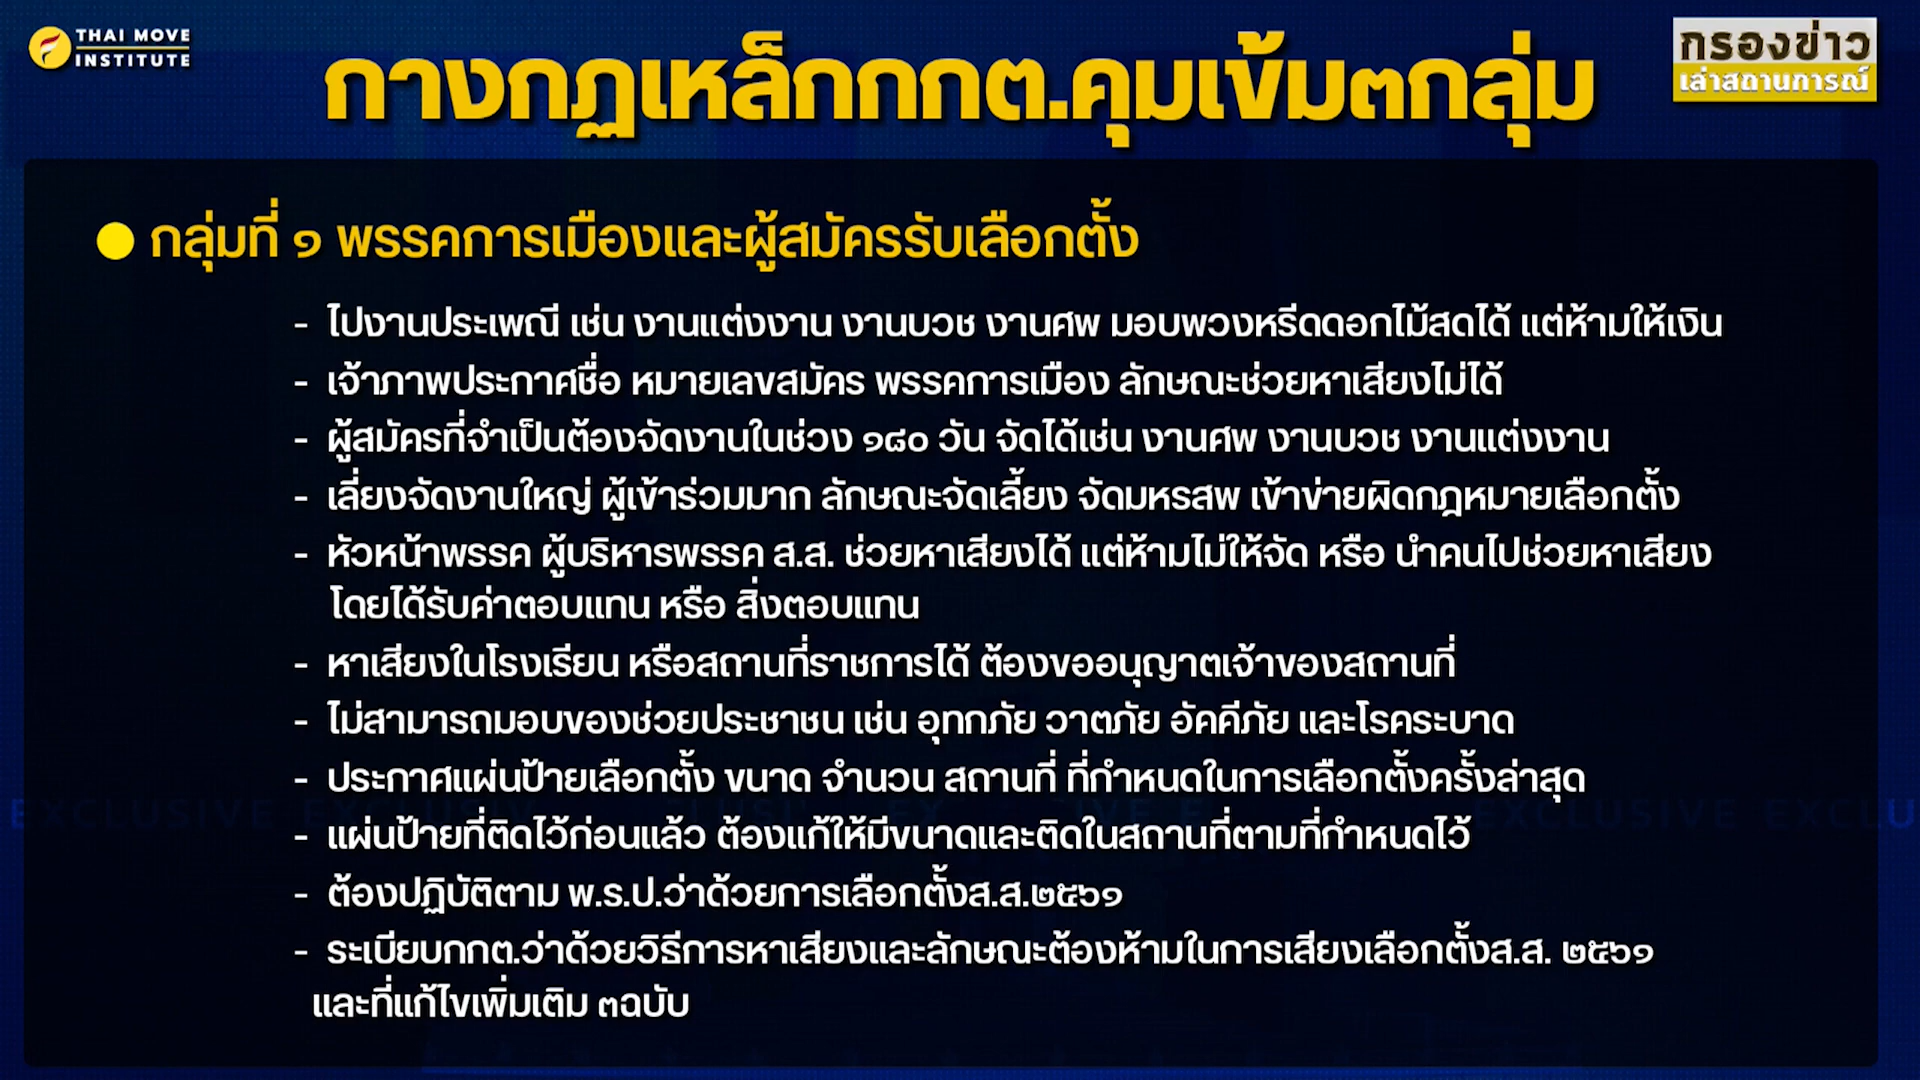 THAI MOVE
INSTITUTE
กางกฏเหล็กกกต.คุมเข้ม๓กลุ่ม
กรองข่าว
เล่าสถานการณ์
กลุ่มที่ ๑ พรรคการเมืองและผู้สมัครรับเลือกตั้ง
- ไปงานประเพณี เช่น งานแต่งงาน งานบวช งานศพ มอบพวงหรีดดอกไม้สดได้ แต่ห้ามให้เงิน
- เจ้าภาพประกาศชื่อ หมายเลขสมัคร พรรคการเมือง ลักษณะช่วยหาเสียงไม่ได้
- ผู้สมัครที่จำเป็นต้องจัดงานในช่วง ๑๘๐ วัน จัดได้เช่น งานศพ งานบวช งานแต่งงาน
- เลี่ยงจัดงานใหญ่ ผู้เข้าร่วมมาก ลักษณะจัดเลี้ยง จัดมหรสพ เข้าข่ายผิดกฎหมายเลือกตั้ง
- หัวหน้าพรรค ผู้บริหารพรรค ส.ส. ช่วยหาเสียงได้ แต่ห้ามไม่ให้จัด หรือ นำคนไปช่วยหาเสียง
โดยได้รับค่าตอบแทน หรือ สิ่งตอบแทน
- หาเสียงในโรงเรียน หรือสถานที่ราชการได้ ต้องขออนุญาตเจ้าของสถานที่
- ไม่สามารถมอบของช่วยประชาชน เช่น อุทกภัย วาตภัย อัคคีภัย และโรคระบาด
- ประกาศแผ่นป้ายเลือกตั้ง ขนาด จำนวน สถานที่ ที่กำหนดในการเลือกตั้งครั้งล่าสุด
- แผ่นป้ายที่ติดไว้ก่อนแล้ว ต้องแก้ให้มีขนาดและติดในสถานที่ตามที่กำหนดไว้
- ต้องปฏิบัติตาม พ.ร.ป.ว่าด้วยการเลือกตั้งส.ส.๒๕๖๑
- ระเบียบกกต.ว่าด้วยวิธีการหาเสียงและลักษณะต้องห้ามในการเสียงเลือกตั้งส.ส. ๒๕๖๑
และที่แก้ไขเพิ่มเติม ๓ฉบับ